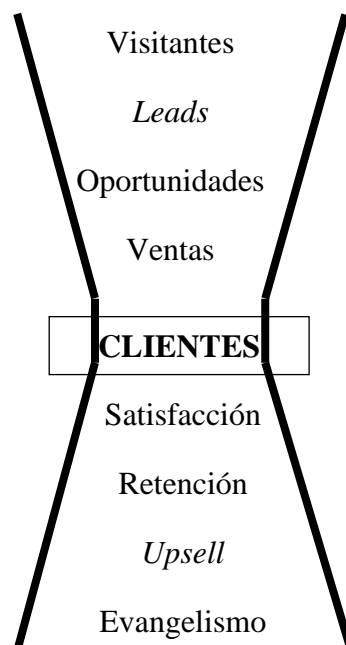 Visitantes
Leads
Oportunidades
Ventas
CLIENTES
Satisfacción
Retención
Upsell
Evangelismo